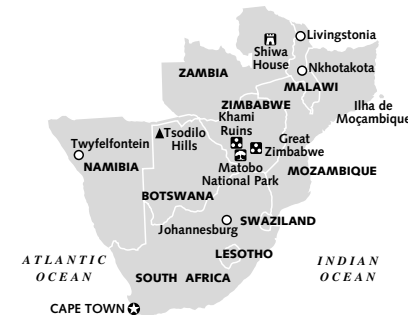 Livingstonia
Shiwa
House
Nkhotakota
ZAMBIA
MALAWI
ZIMBABWE
Ilha de
Moçambique
Khami
Ruins
Tsodilo
Hills
Great
Zimbabwe
Twyfelfontein
NAMIBIA
Matobo
National Park
MOZAMBIQUE
BOTSWANA
SWAZILAND
Johannesburg
LESOTHO
ATLANTIC
OCEAN
INDIAN
OCEAN
SOUTH AFRICA
CAPE TOWN